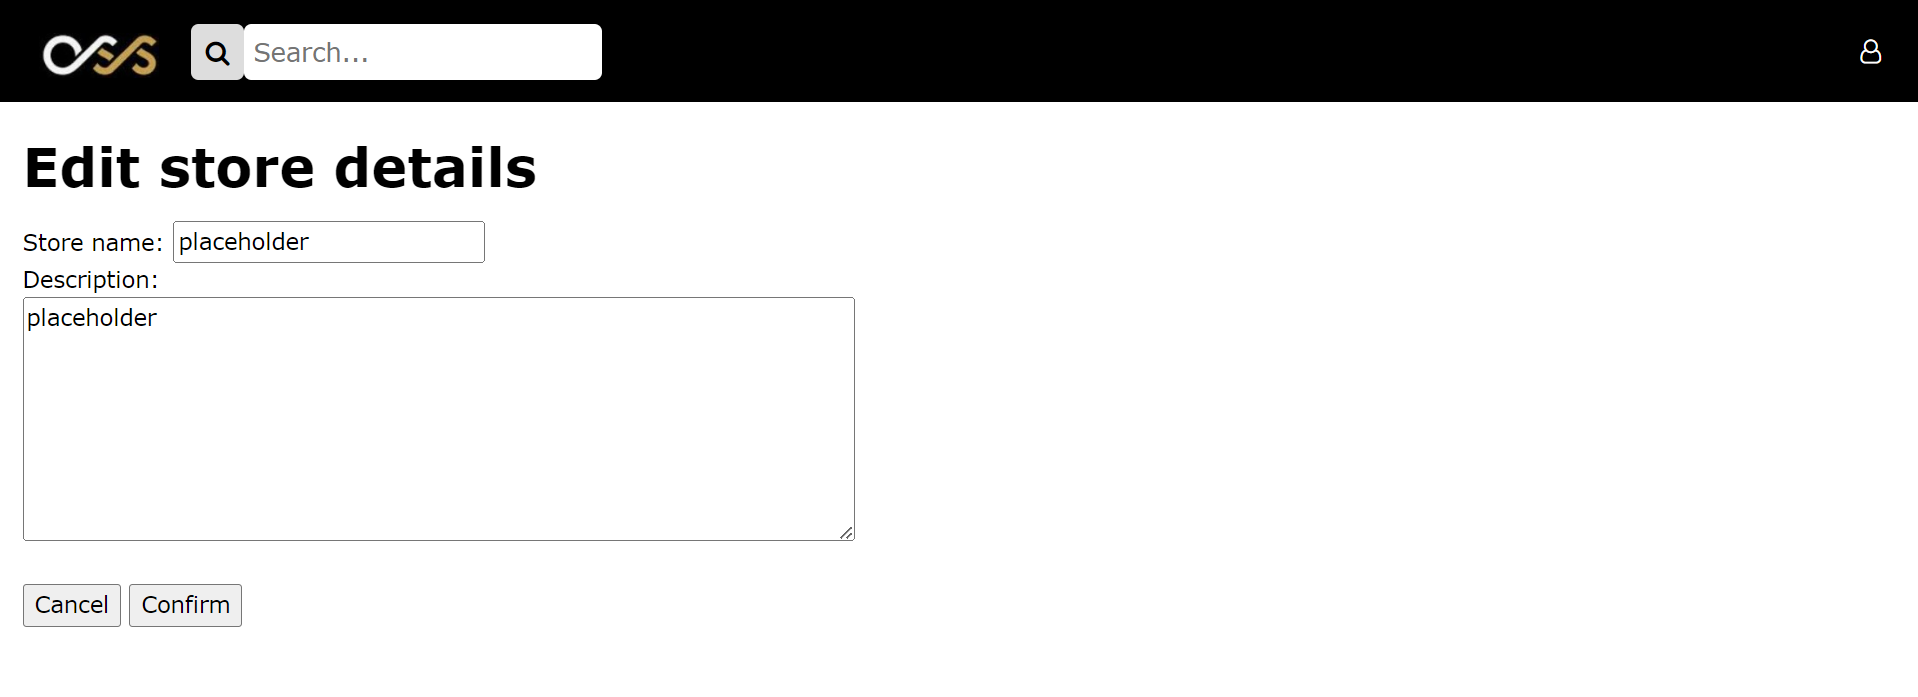 Search...
Edit store details
Store name: placeholder
Description:
placeholder
Cancel Confirm